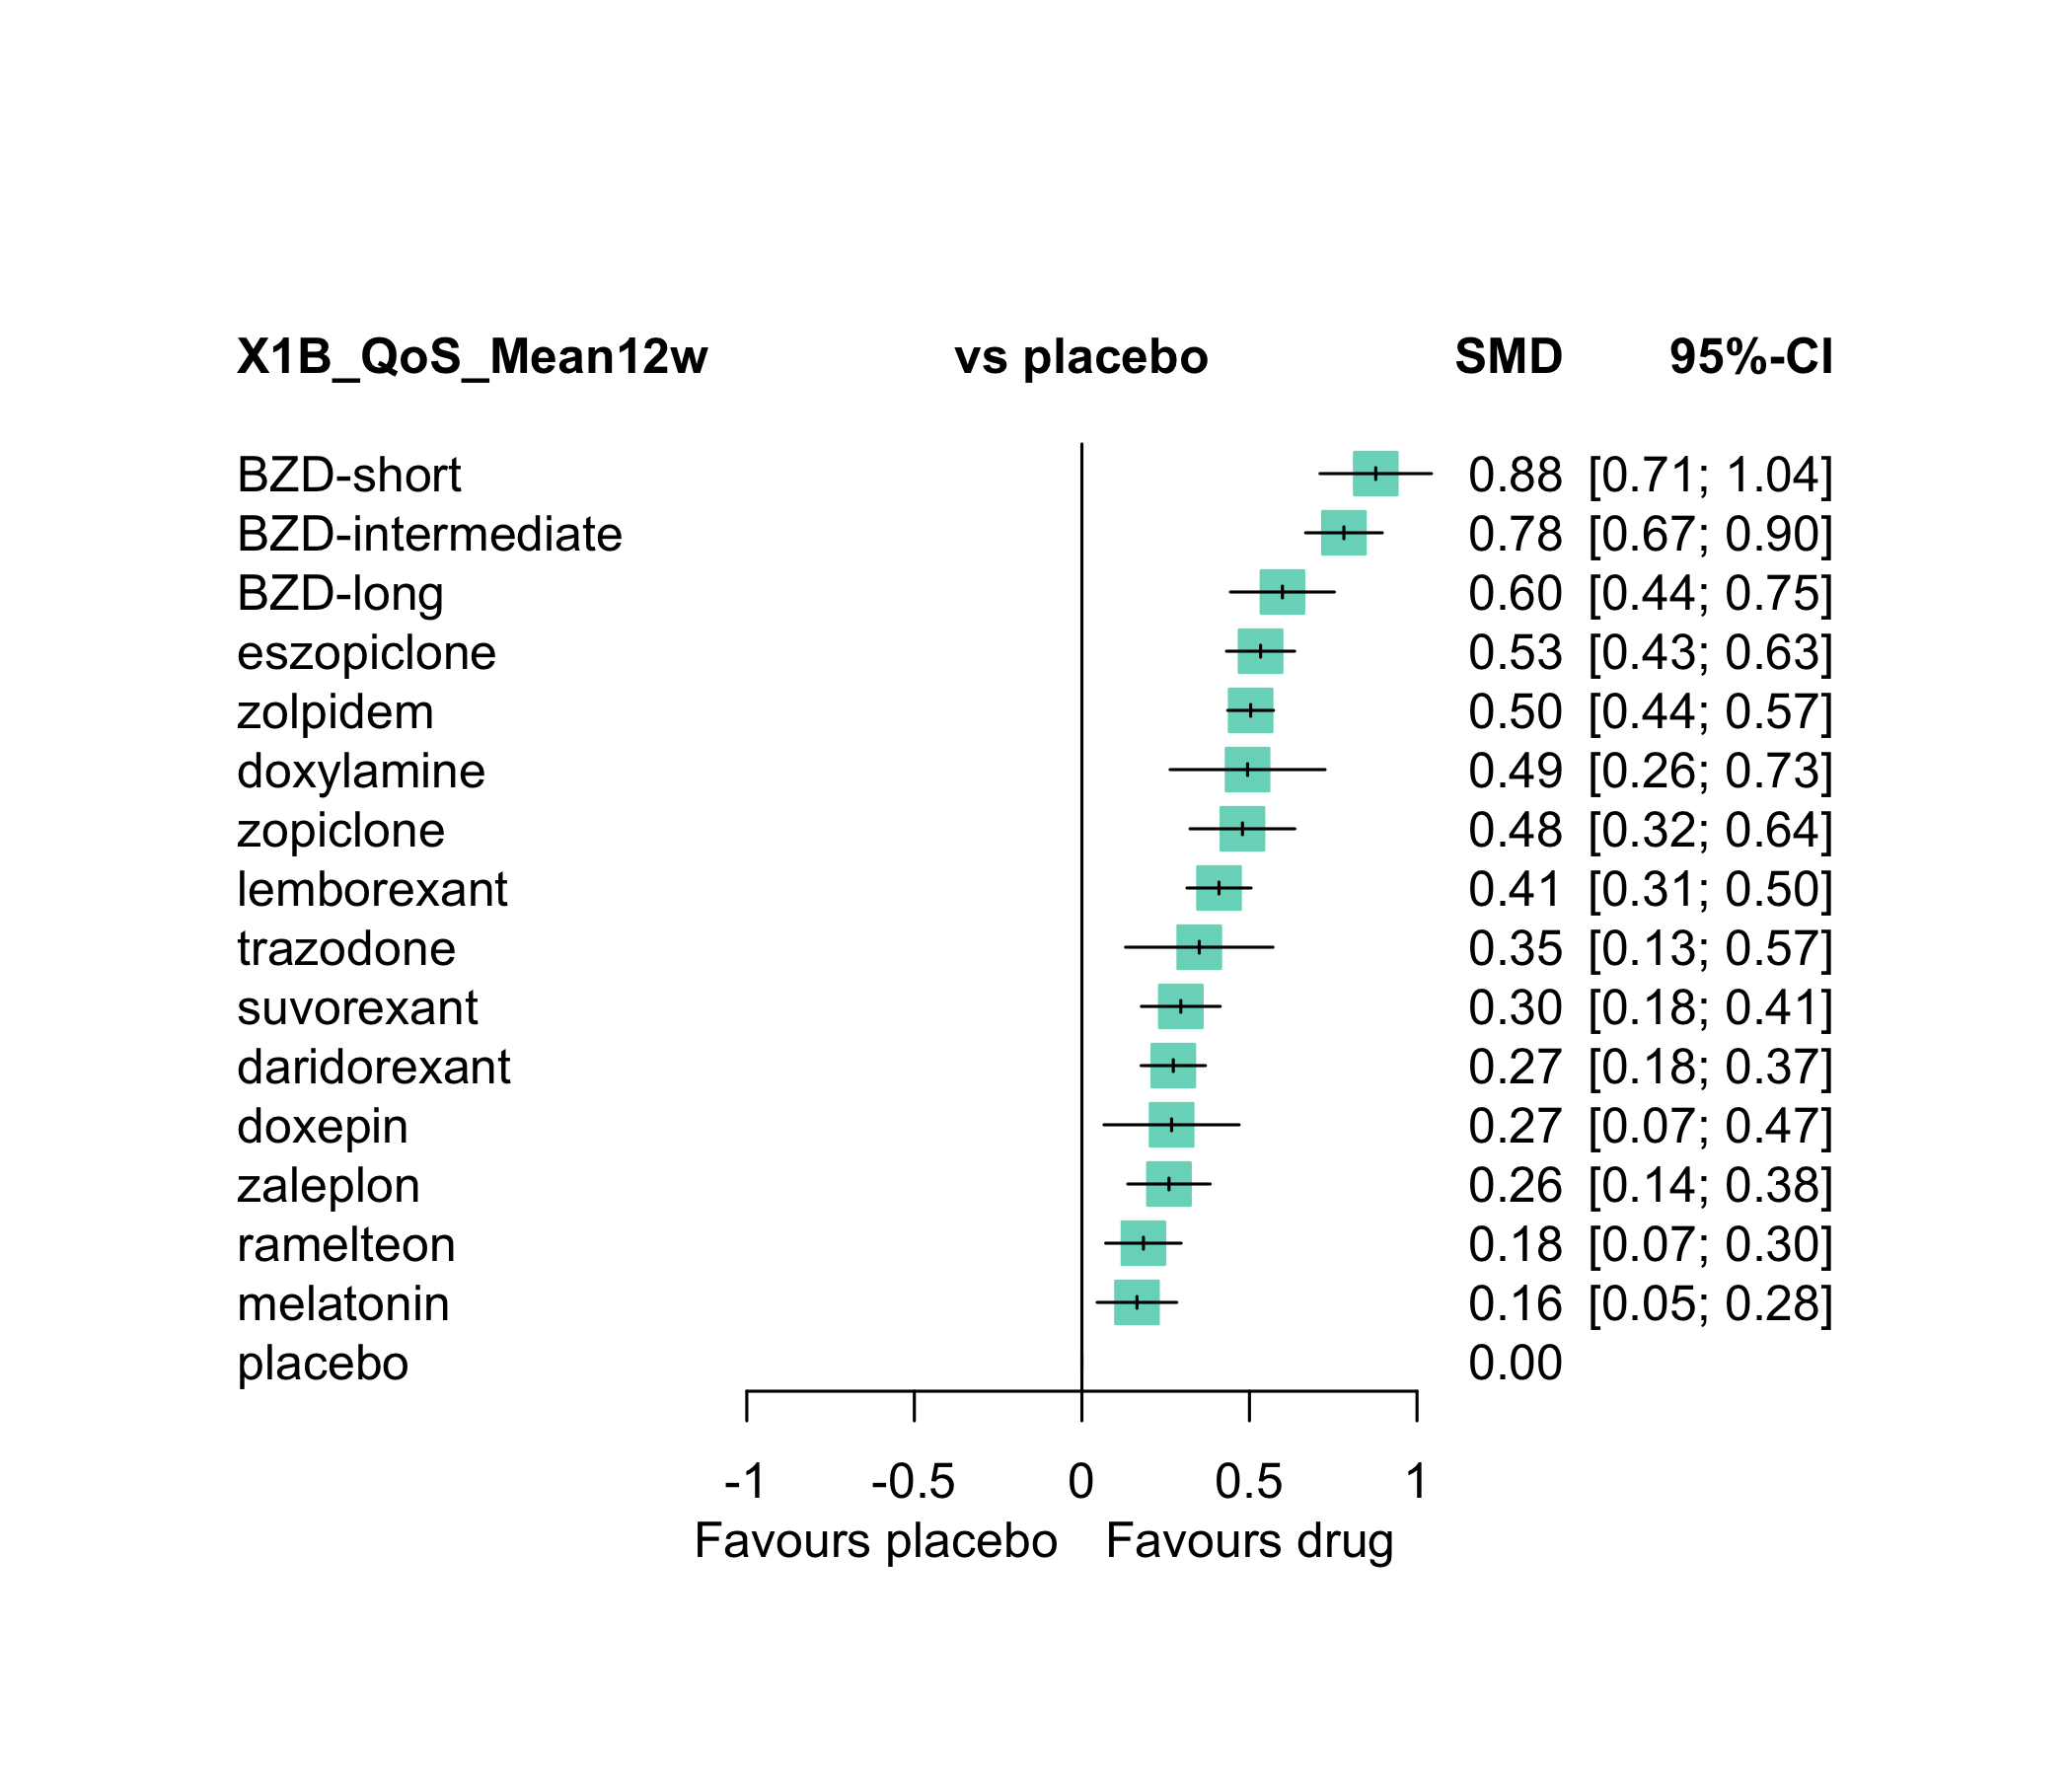 X1B_QoS_Mean12w vs placebo SMD 95%-CI
BZD-short 0.88 [0.71; 1.04]
BZD-intermediate 0.78 [0.67; 0.90]
BZD-long 0.60 [0.44; 0.75]
eszopiclone 0.53 [0.43; 0.63]
zolpidem 0.50 [0.44; 0.57]
doxylamine 0.49 [0.26; 0.73]
zopiclone 0.48 [0.32; 0.64]
lemborexant 0.41 [0.31; 0.50]
trazodone 0.35 [0.13; 0.57]
suvorexant 0.30 [0.18; 0.41]
daridorexant 0.27 [0.18; 0.37]
doxepin 0.27 [0.07; 0.47]
zaleplon 0.26 [0.14; 0.38]
ramelteon 0.18 [0.07; 0.30]
melatonin 0.16 [0.05; 0.28]
placebo 0.00
-1 -0.5 0 0.5 1
Favours placebo Favours drug